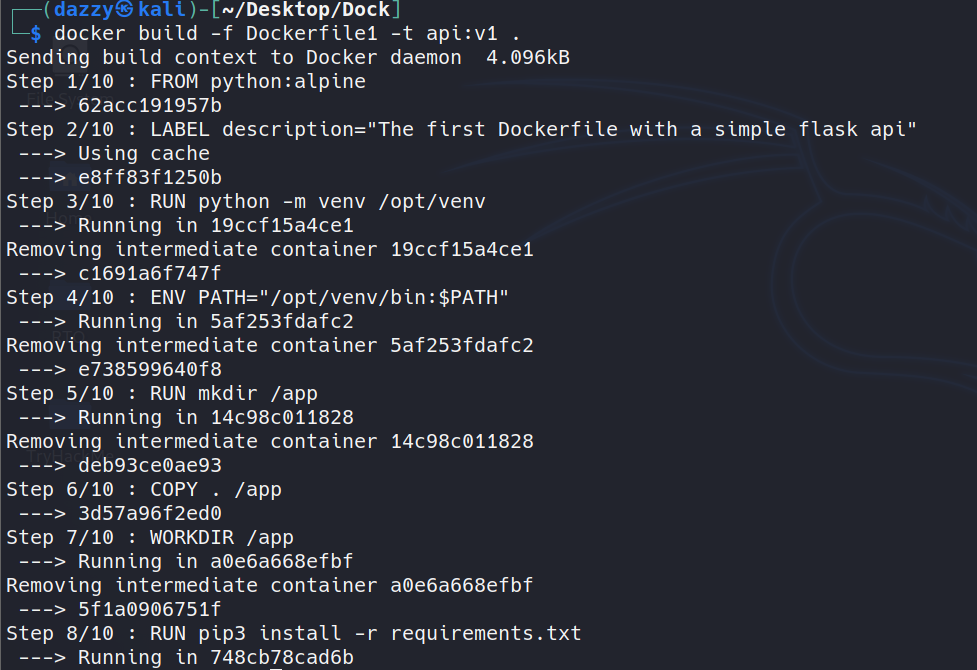 (dazzy㉿kali)-[~/Desktop/Dock]
$ docker build -f Dockerfile1 -t api:v1 .
Sending build context to Docker daemon  4.096kB
Step 1/10 : FROM python:alpine
 ---> 62acc191957b
Step 2/10 : LABEL description="The first Dockerfile with a simple flask api"
 ---> Using cache
 ---> e8ff83f1250b
Step 3/10 : RUN python -m venv /opt/venv
 ---> Running in 19ccf15a4ce1
Removing intermediate container 19ccf15a4ce1
 ---> c1691a6f747f
Step 4/10 : ENV PATH="/opt/venv/bin:$PATH"
 ---> Running in 5af253fdafc2
Removing intermediate container 5af253fdafc2
 ---> e738599640f8
Step 5/10 : RUN mkdir /app
 ---> Running in 14c98c011828
Removing intermediate container 14c98c011828
 ---> deb93ce0ae93
Step 6/10 : COPY . /app
 ---> 3d57a96f2ed0
Step 7/10 : WORKDIR /app
 ---> Running in a0e6a668efbf
Removing intermediate container a0e6a668efbf
 ---> 5f1a0906751f
Step 8/10 : RUN pip3 install -r requirements.txt
 ---> Running in 748cb78cad6b